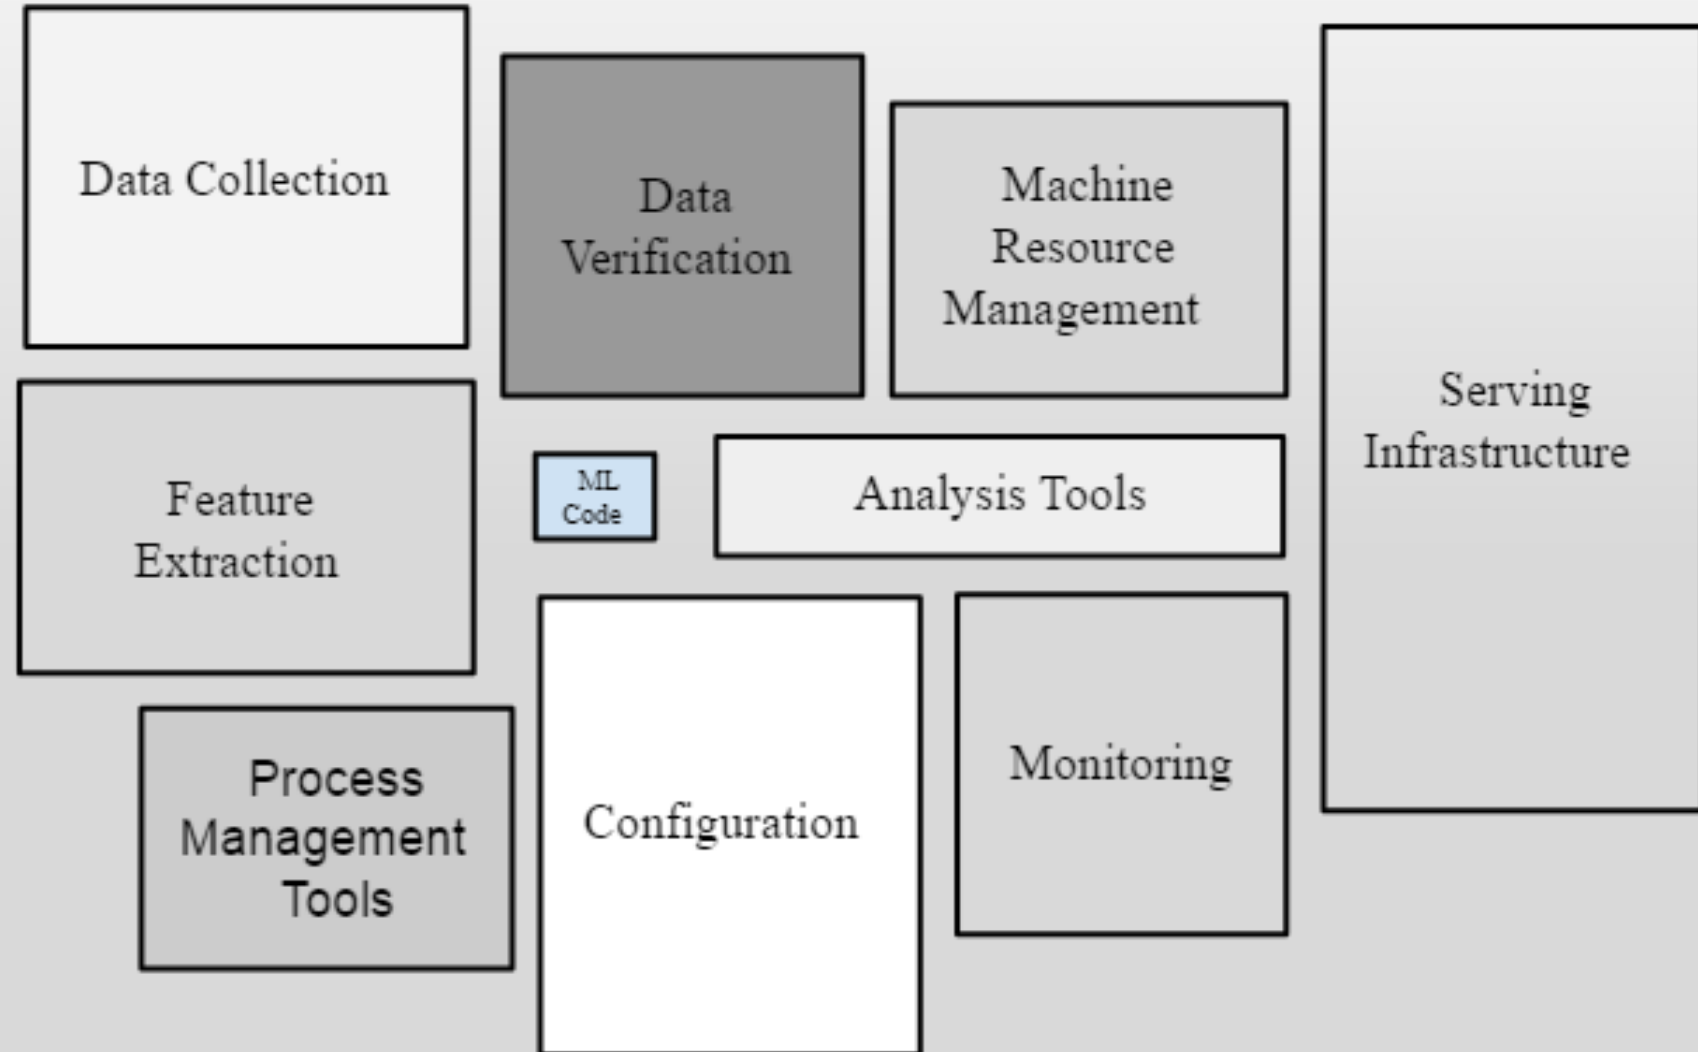 Data Collection
Data
Verification
Machine
Resource
Management
Serving
Infrastructure
Feature
Extraction
ML
Code
Analysis Tools
Process
Management
Tools
Configuration
Monitoring